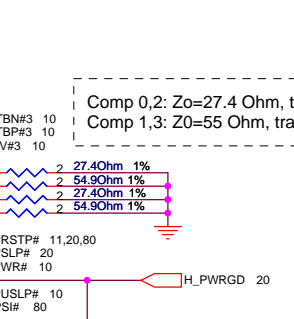 Comp 0,2: Zo=27.4 Ohm, t
Comp 1,3: Z0=55 Ohm, tra
TBN#3 10
TBP#3 10
V#3 10
2 27.4Ohm 1%
2 54.9Ohm 1%
2 27.4Ohm 1%
2 54.9Ohm 1%
RSTP# 11,20,80
SLP# 20
WR# 10
H_PWRGD 20
USLP# 10
SI# 80